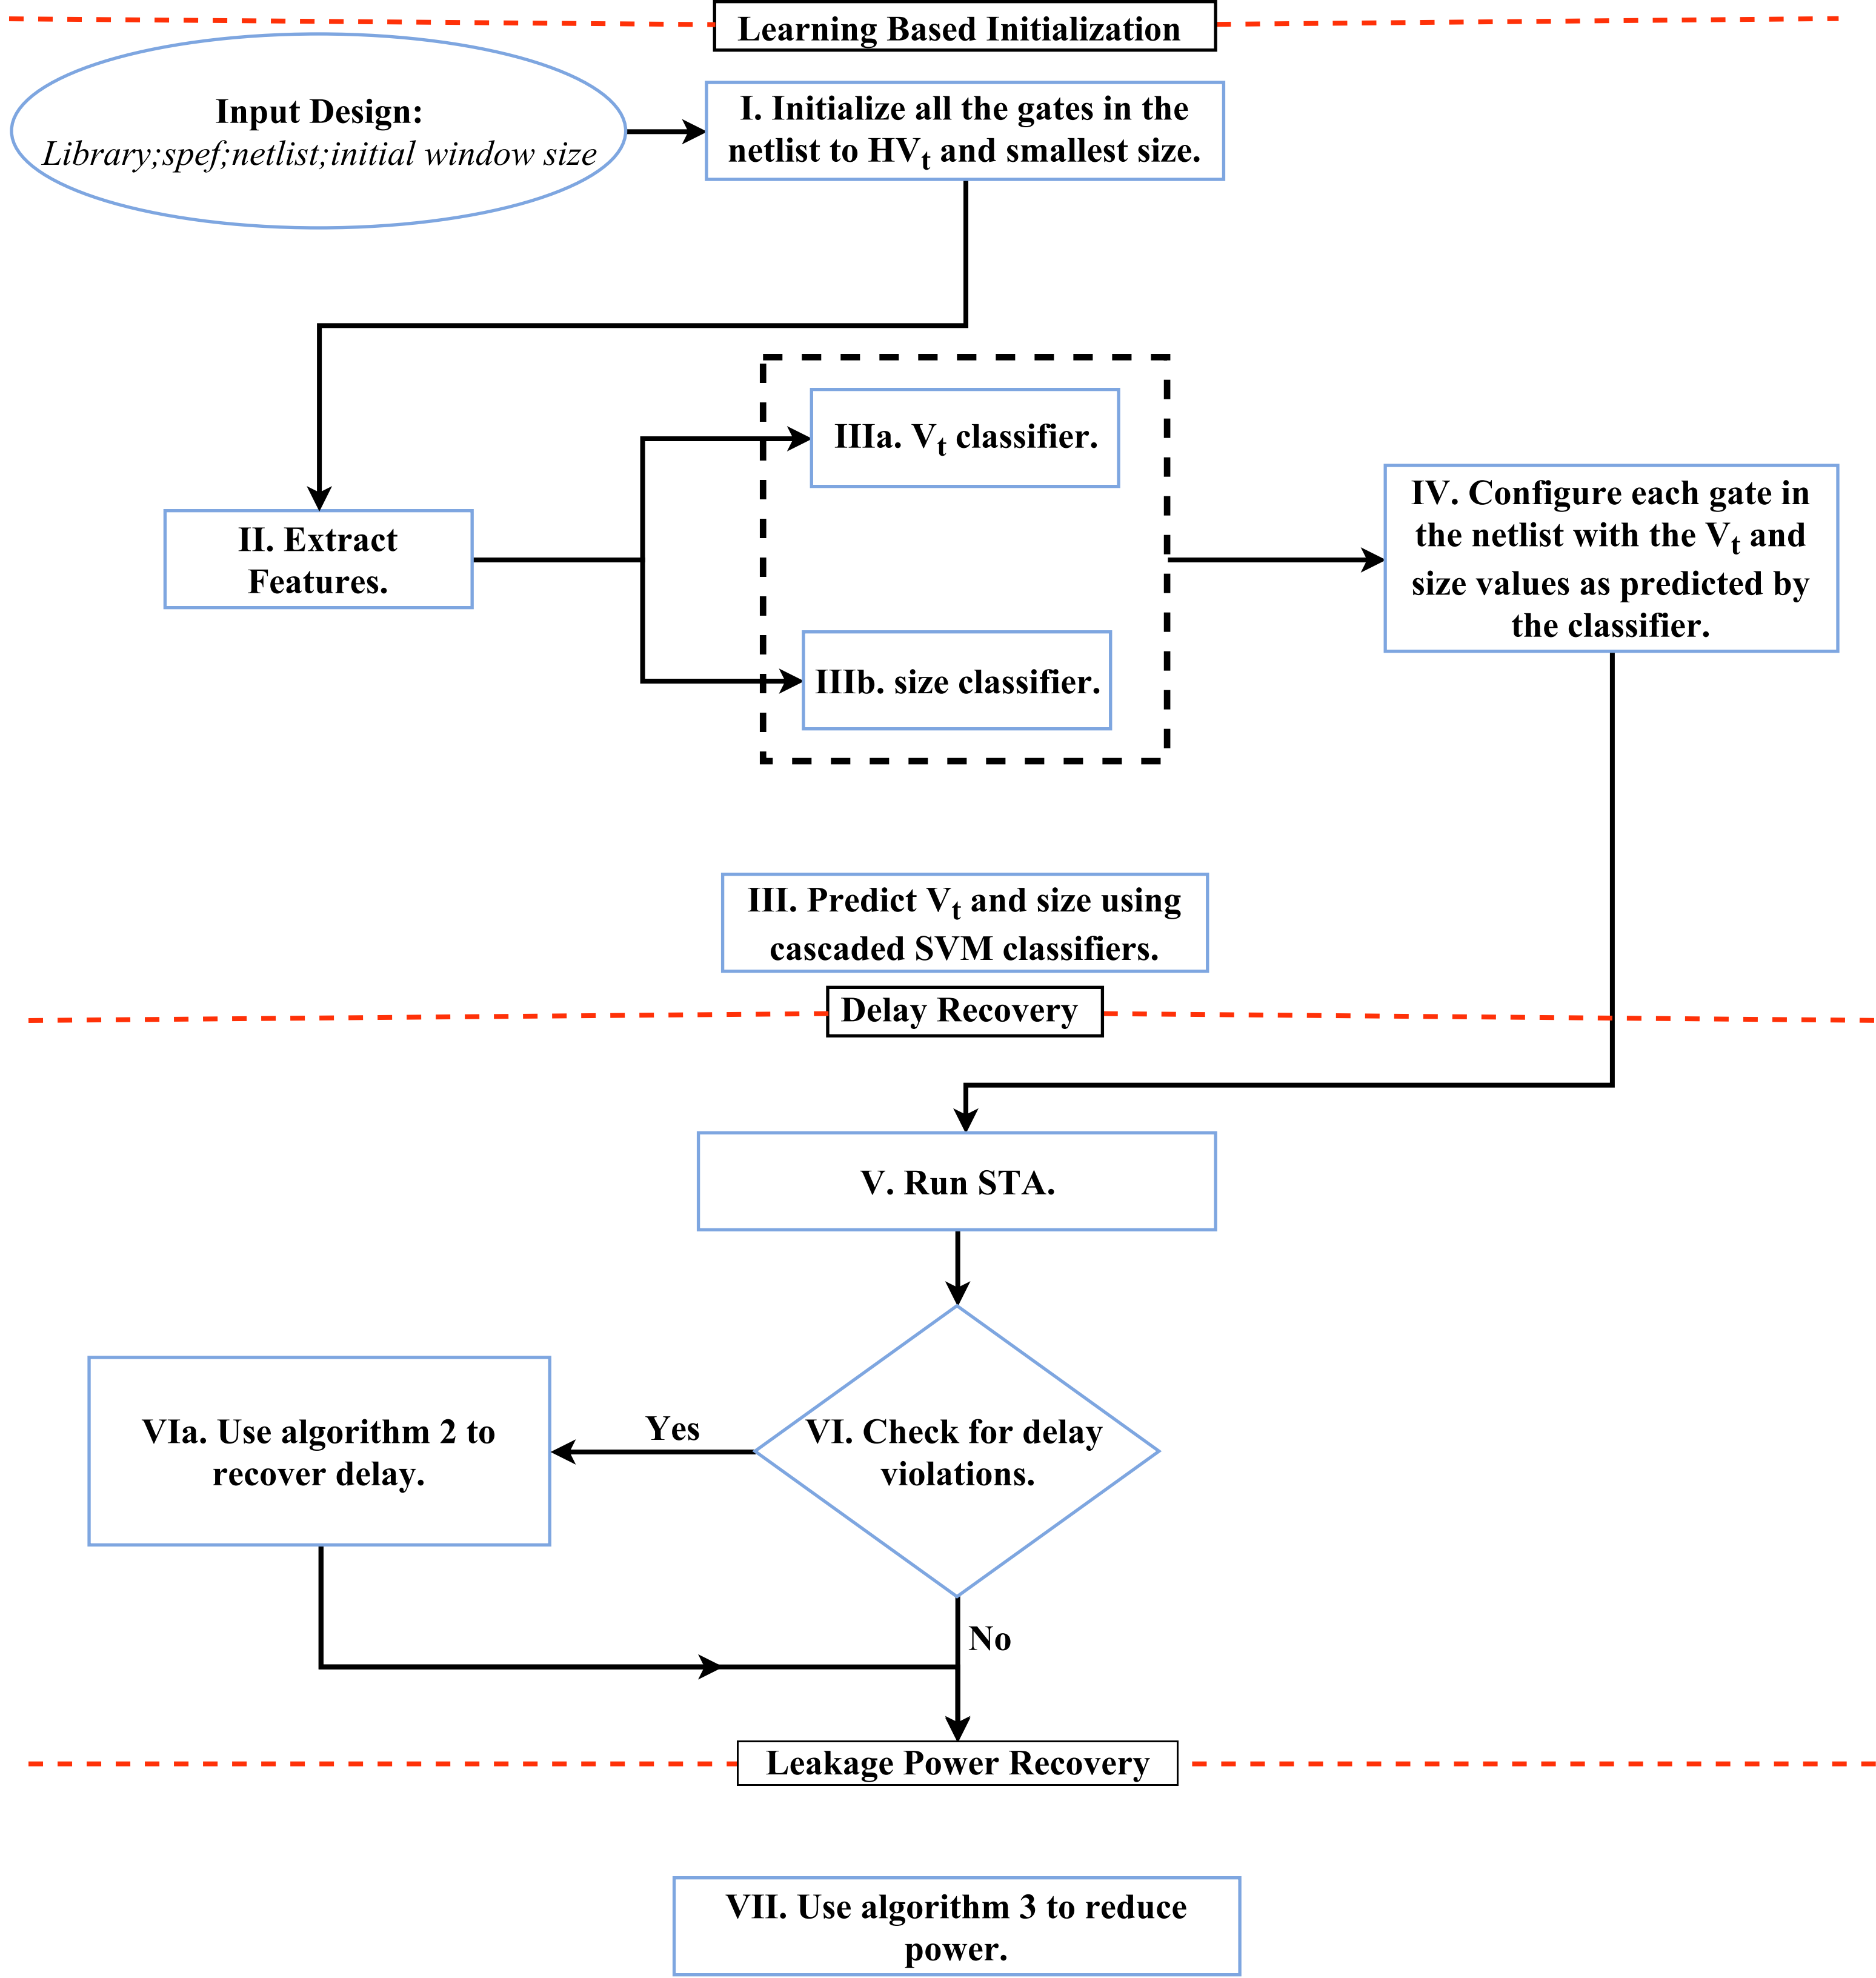 Learning Based Initialization
Input Design:
Library;spef;netlist;initial window size
I. Initialize all the gates in the
netlist to HVt and smallest size.
IIIa. Vt classifier.
II. Extract
Features.
IIIb. size classifier.
IV. Configure each gate in
the netlist with the Vt and
size values as predicted by
the classifier.
III. Predict Vt and size using
cascaded SVM classifiers.
Delay Recovery
V. Run STA.
VI. Check for delay
violations.
Yes
VIa. Use algorithm 2 to
recover delay.
No
Leakage Power Recovery
VII. Use algorithm 3 to reduce
power.